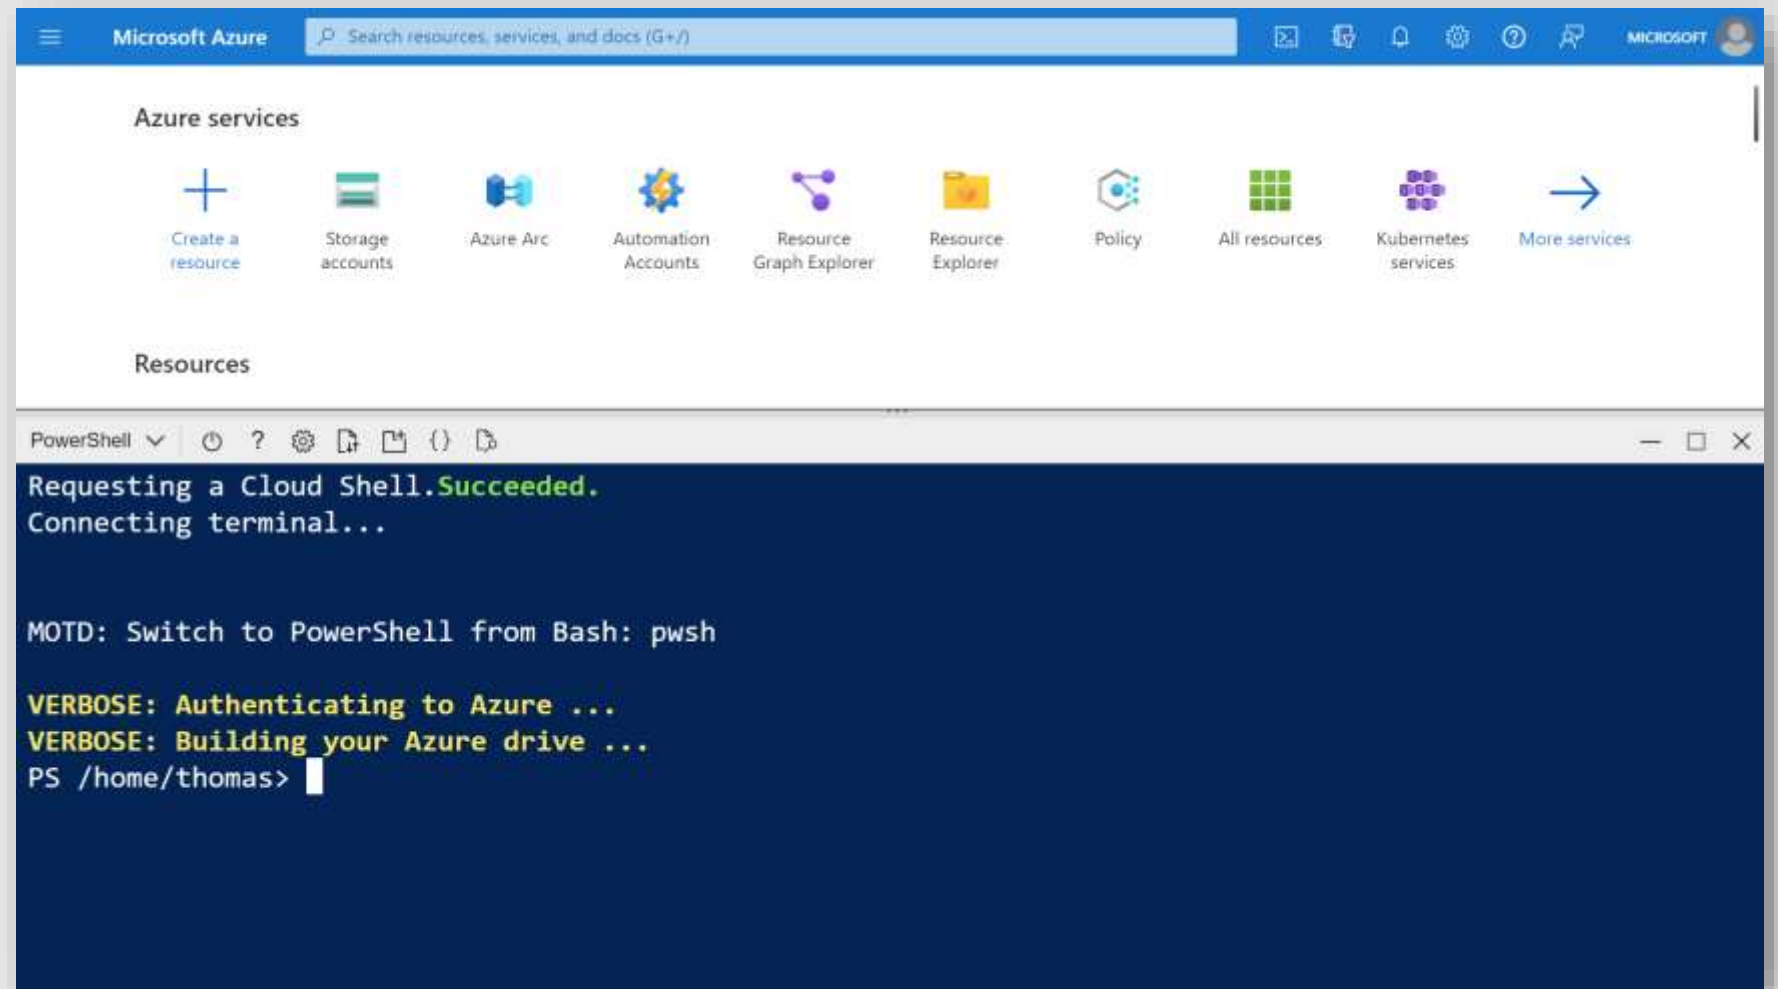 Microsoft Azure
Search resources, services, and docs (G+/)
MICROSOFT
Azure services
Create a
resource
Storage
accounts
Azure Arc
Automation
Accounts
Resource
Graph Explorer
Resource
Explorer
Policy
All resources
Kubernetes
services
More services
Resources
PowerShell
Requesting a Cloud Shell.Succeeded.
Connecting terminal...
MOTD: Switch to PowerShell from Bash: pwsh
VERBOSE: Authenticating to Azure ...
VERBOSE: Building your Azure drive ...
PS /home/thomas>